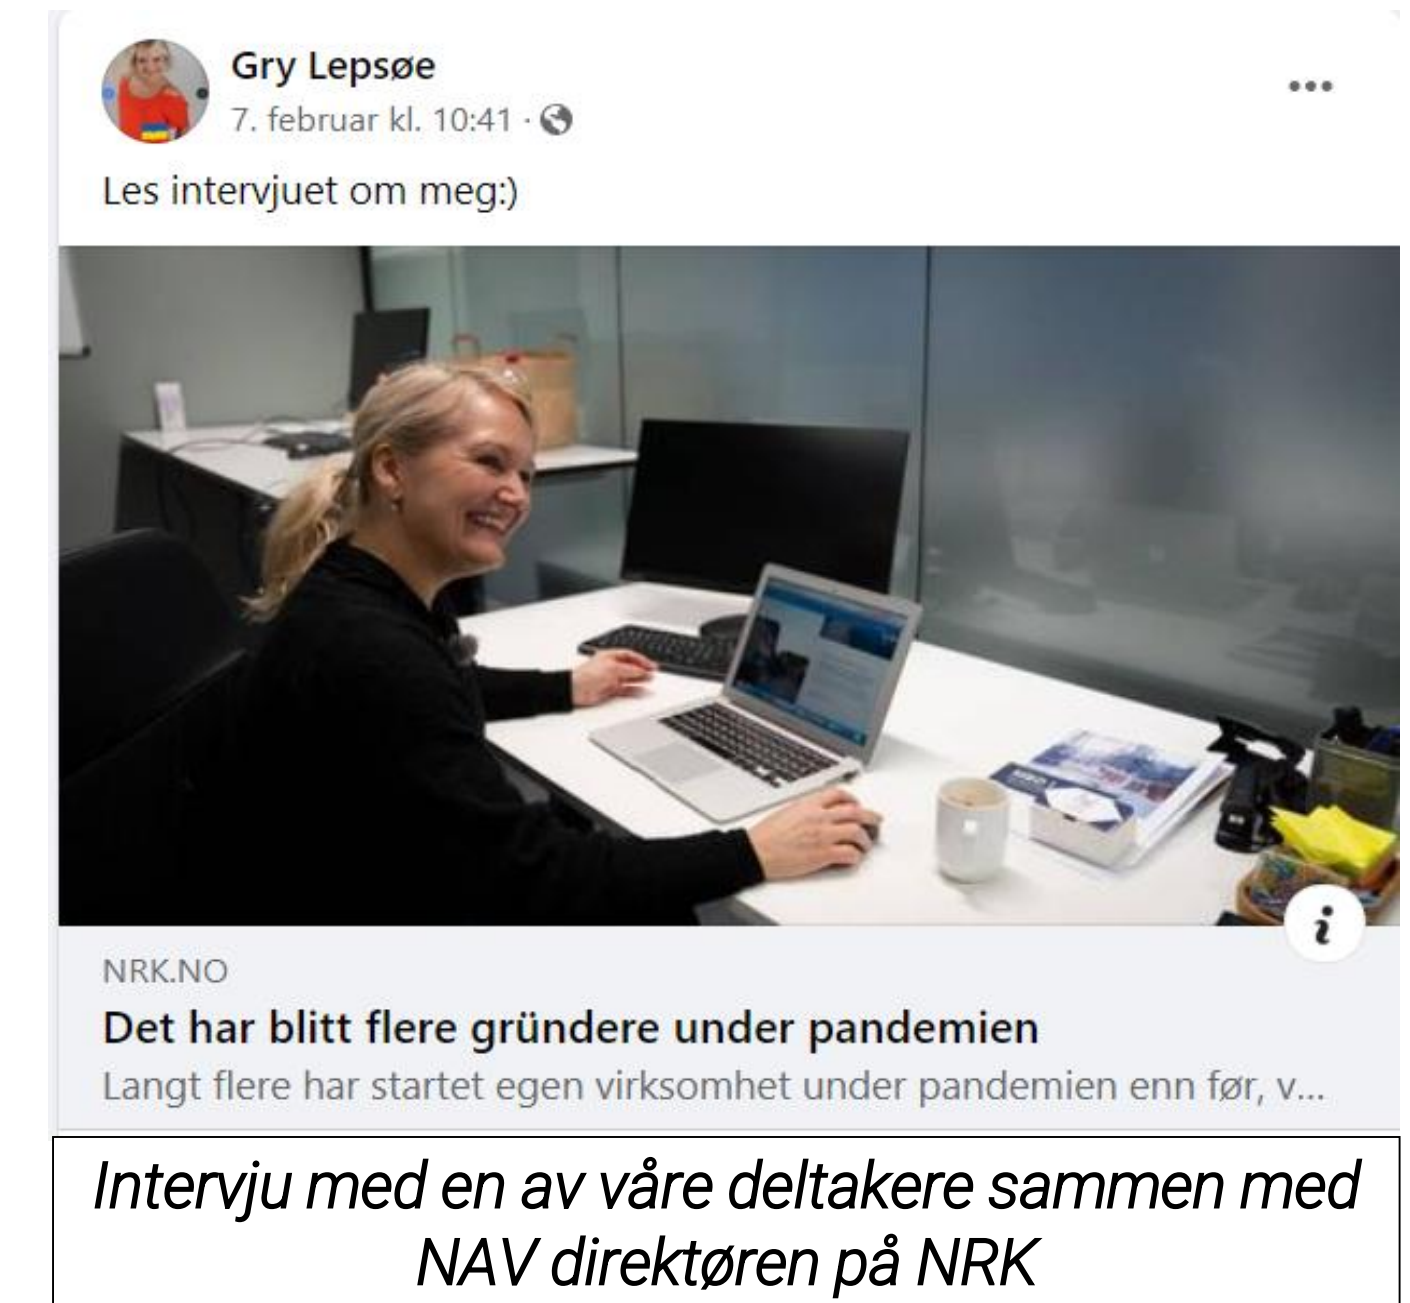 Gry Lepsøe
7. februar kl. 10:41 ·
Les intervjuet om meg:)
NRK.NO
Det har blitt flere gründere under pandemien
Langt flere har startet egen virksomhet under pandemien enn før, v...
Intervju med en av våre deltakere sammen med
NAV direktøren på NRK